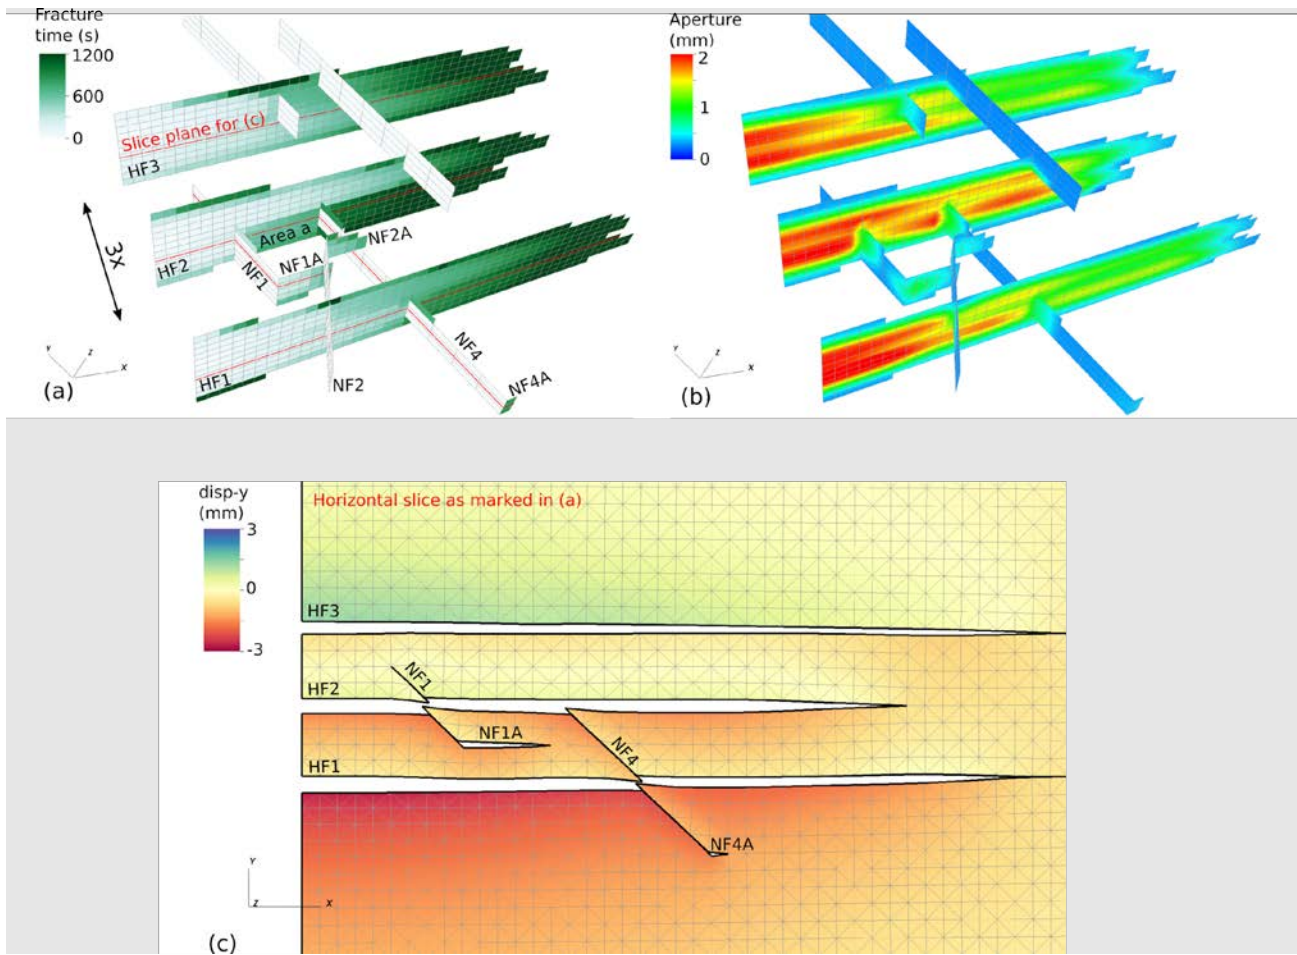 Fracture
time (s)
1200
600
0
Slice plane for (c)
HF3
3x
Area a
HF2
NF1
NF1A
NF2A
HF1
NF2
NF4
NF4A
Y
Z
X
(a)
Aperture
(mm)
2
1
0
Y
Z
X
(b)
disp-y
(mm)
3
0
-3
Horizontal slice as marked in (a)
HF3
HF2
NF1
NF1A
NF4
HF1
NF4A
Y
Z
X
(c)